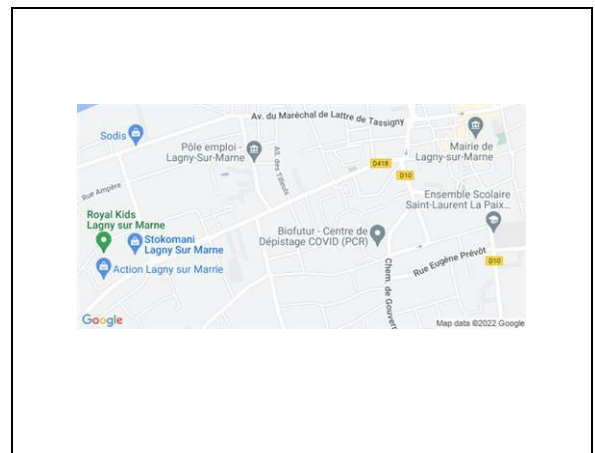 Av. du Maréchal de Lattre de Tassigny
Sodis
Pôle emploi -
Lagny-Sur-Marne
All. des Tilleuls
Mairie de
Lagny-sur-Marne
D418
D10
Rue Ampère
Ensemble Scolaire
Saint-Laurent La Paix...
Royal Kids
Lagny sur Marne
Stokomani
Lagny Sur Marne
Biofutur - Centre de
Dépistage COVID (PCR)
Action Lagny sur Marne
Rue Eugène Prévôt
D10
Chem. de Gouvern
Google
Map data ©2022 Google